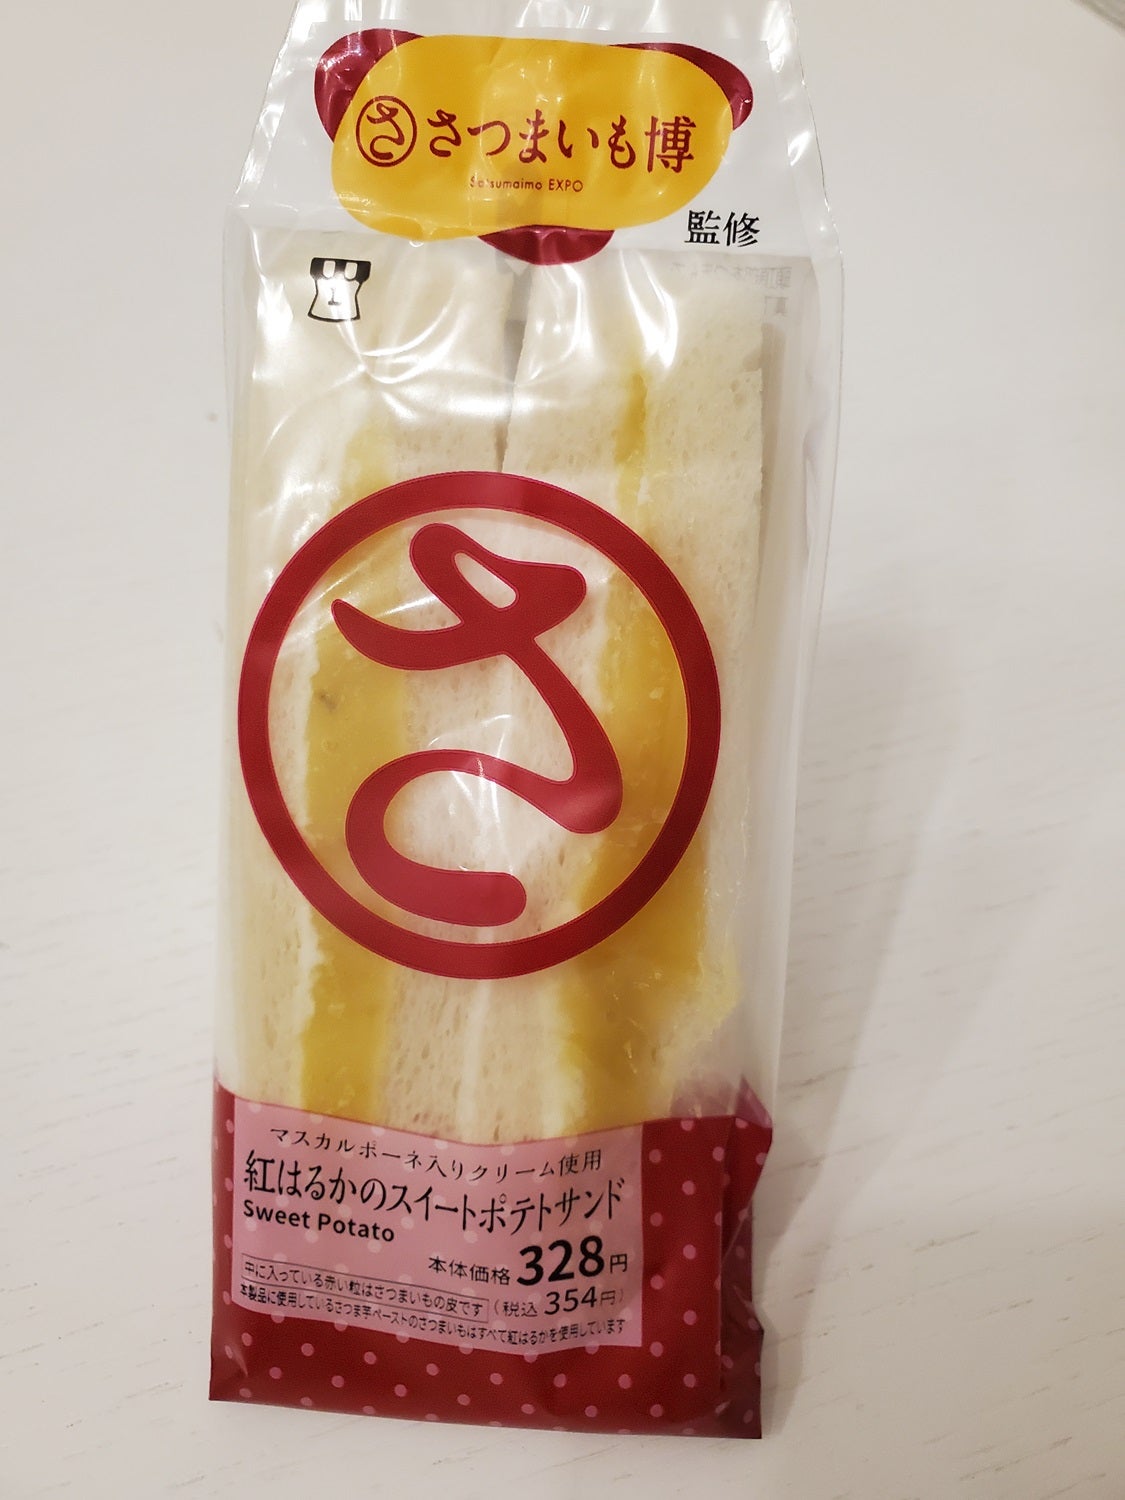 ささつまいも博
Satsumaimo EXPO
監修
さ
マスカルポーネ入りクリーム使用
紅はるかのスイートポテトサンド
Sweet Potato
本体価格 328円
中に入っている赤い粒はさつまいもの皮です (税込 354円)
本製品に使用しているさつま芋ペーストのさつまいもはすべて紅はるかを使用しています